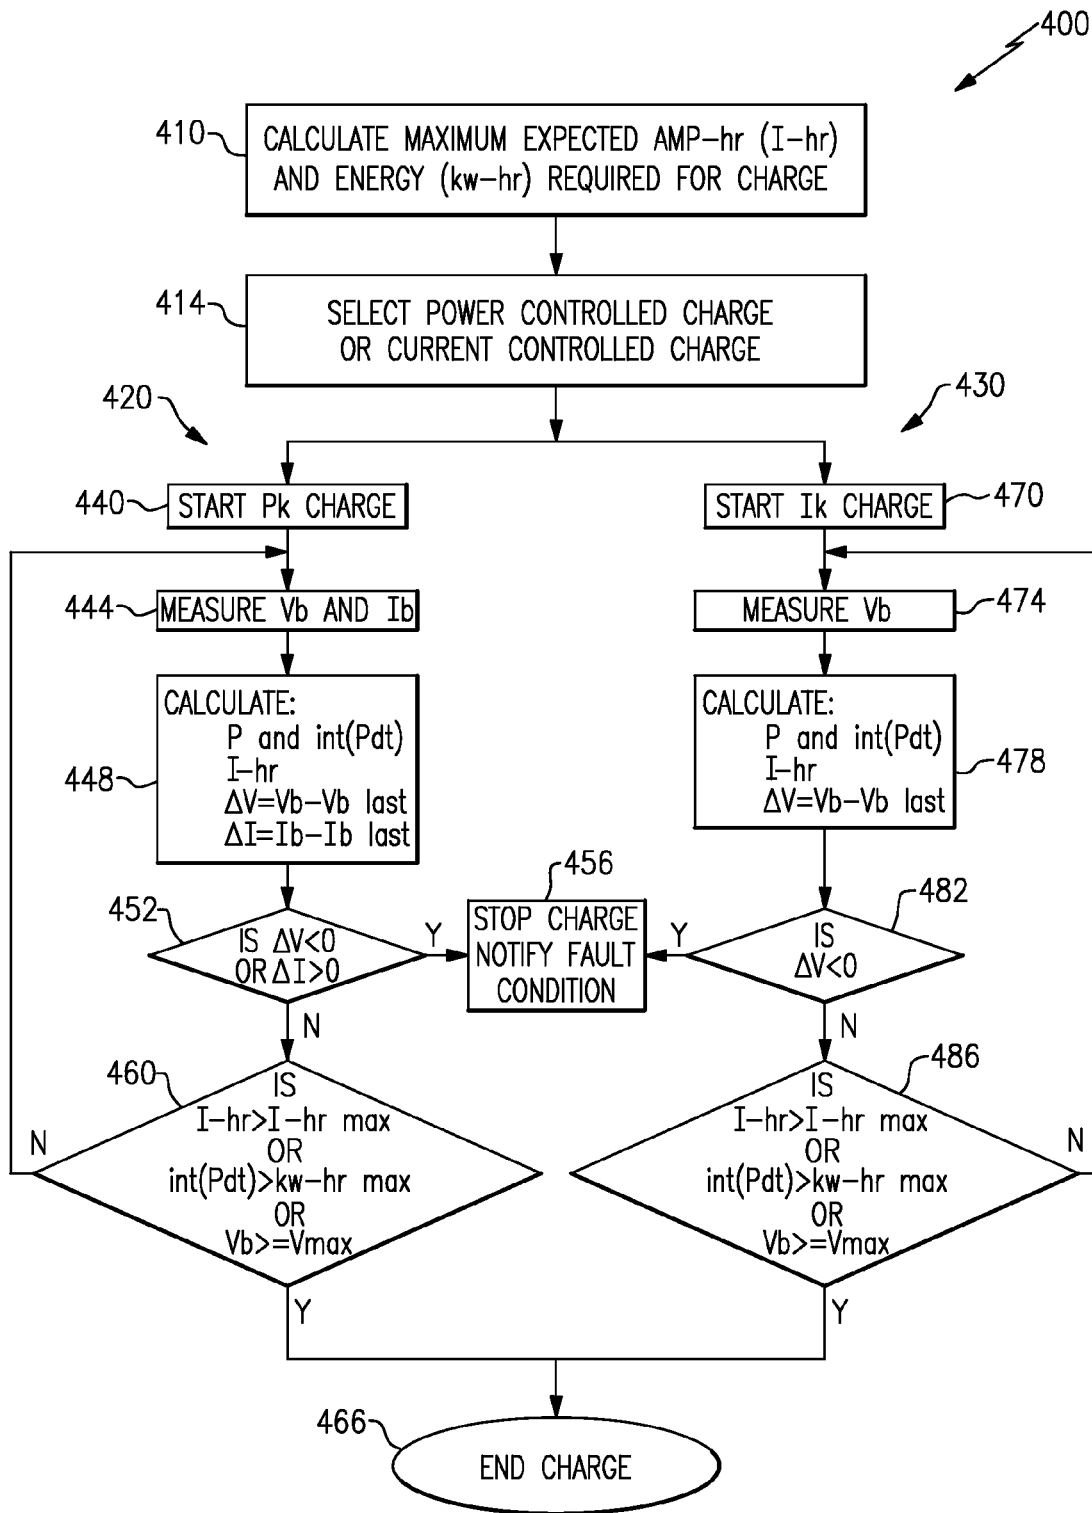 400
410
CALCULATE MAXIMUM EXPECTED AMP-hr (I-hr)
AND ENERGY (kw-hr) REQUIRED FOR CHARGE
414
SELECT POWER CONTROLLED CHARGE
OR CURRENT CONTROLLED CHARGE
420
430
440
START Pk CHARGE
START Ik CHARGE
470
444
MEASURE Vb AND Ib
MEASURE Vb
474
448
CALCULATE:
P and int(Pdt)
I-hr
ΔV=Vb-Vb last
ΔI=Ib-Ib last
CALCULATE:
P and int(Pdt)
I-hr
ΔV=Vb-Vb last
478
452
IS ΔV<0
OR ΔI>0
Y
456
STOP CHARGE
NOTIFY FAULT
CONDITION
Y
482
IS
ΔV<0
N
N
460
IS
I-hr>I-hr max
OR
int(Pdt)>kw-hr max
OR
Vb>=Vmax
N
Y
486
IS
I-hr>I-hr max
OR
int(Pdt)>kw-hr max
OR
Vb>=Vmax
N
Y
466
END CHARGE